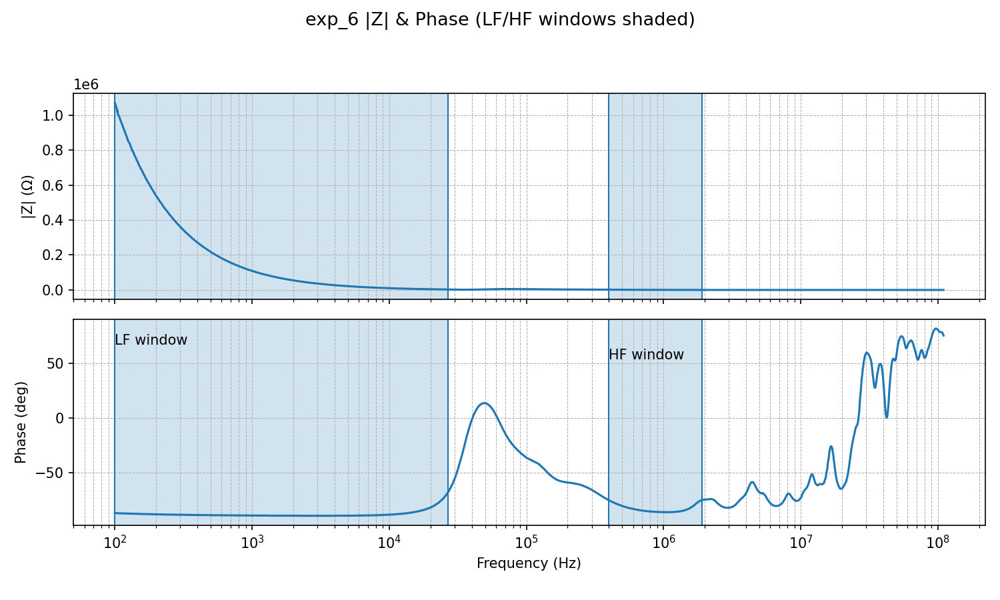 exp_6 |Z| & Phase (LF/HF windows shaded)
1e6
1.0
0.8
0.6
0.4
0.2
0.0
|Z| (Ω)
LF window
HF window
50
0
−50
Phase (deg)
10² 10³ 10⁴ 10⁵ 10⁶ 10⁷ 10⁸
Frequency (Hz)